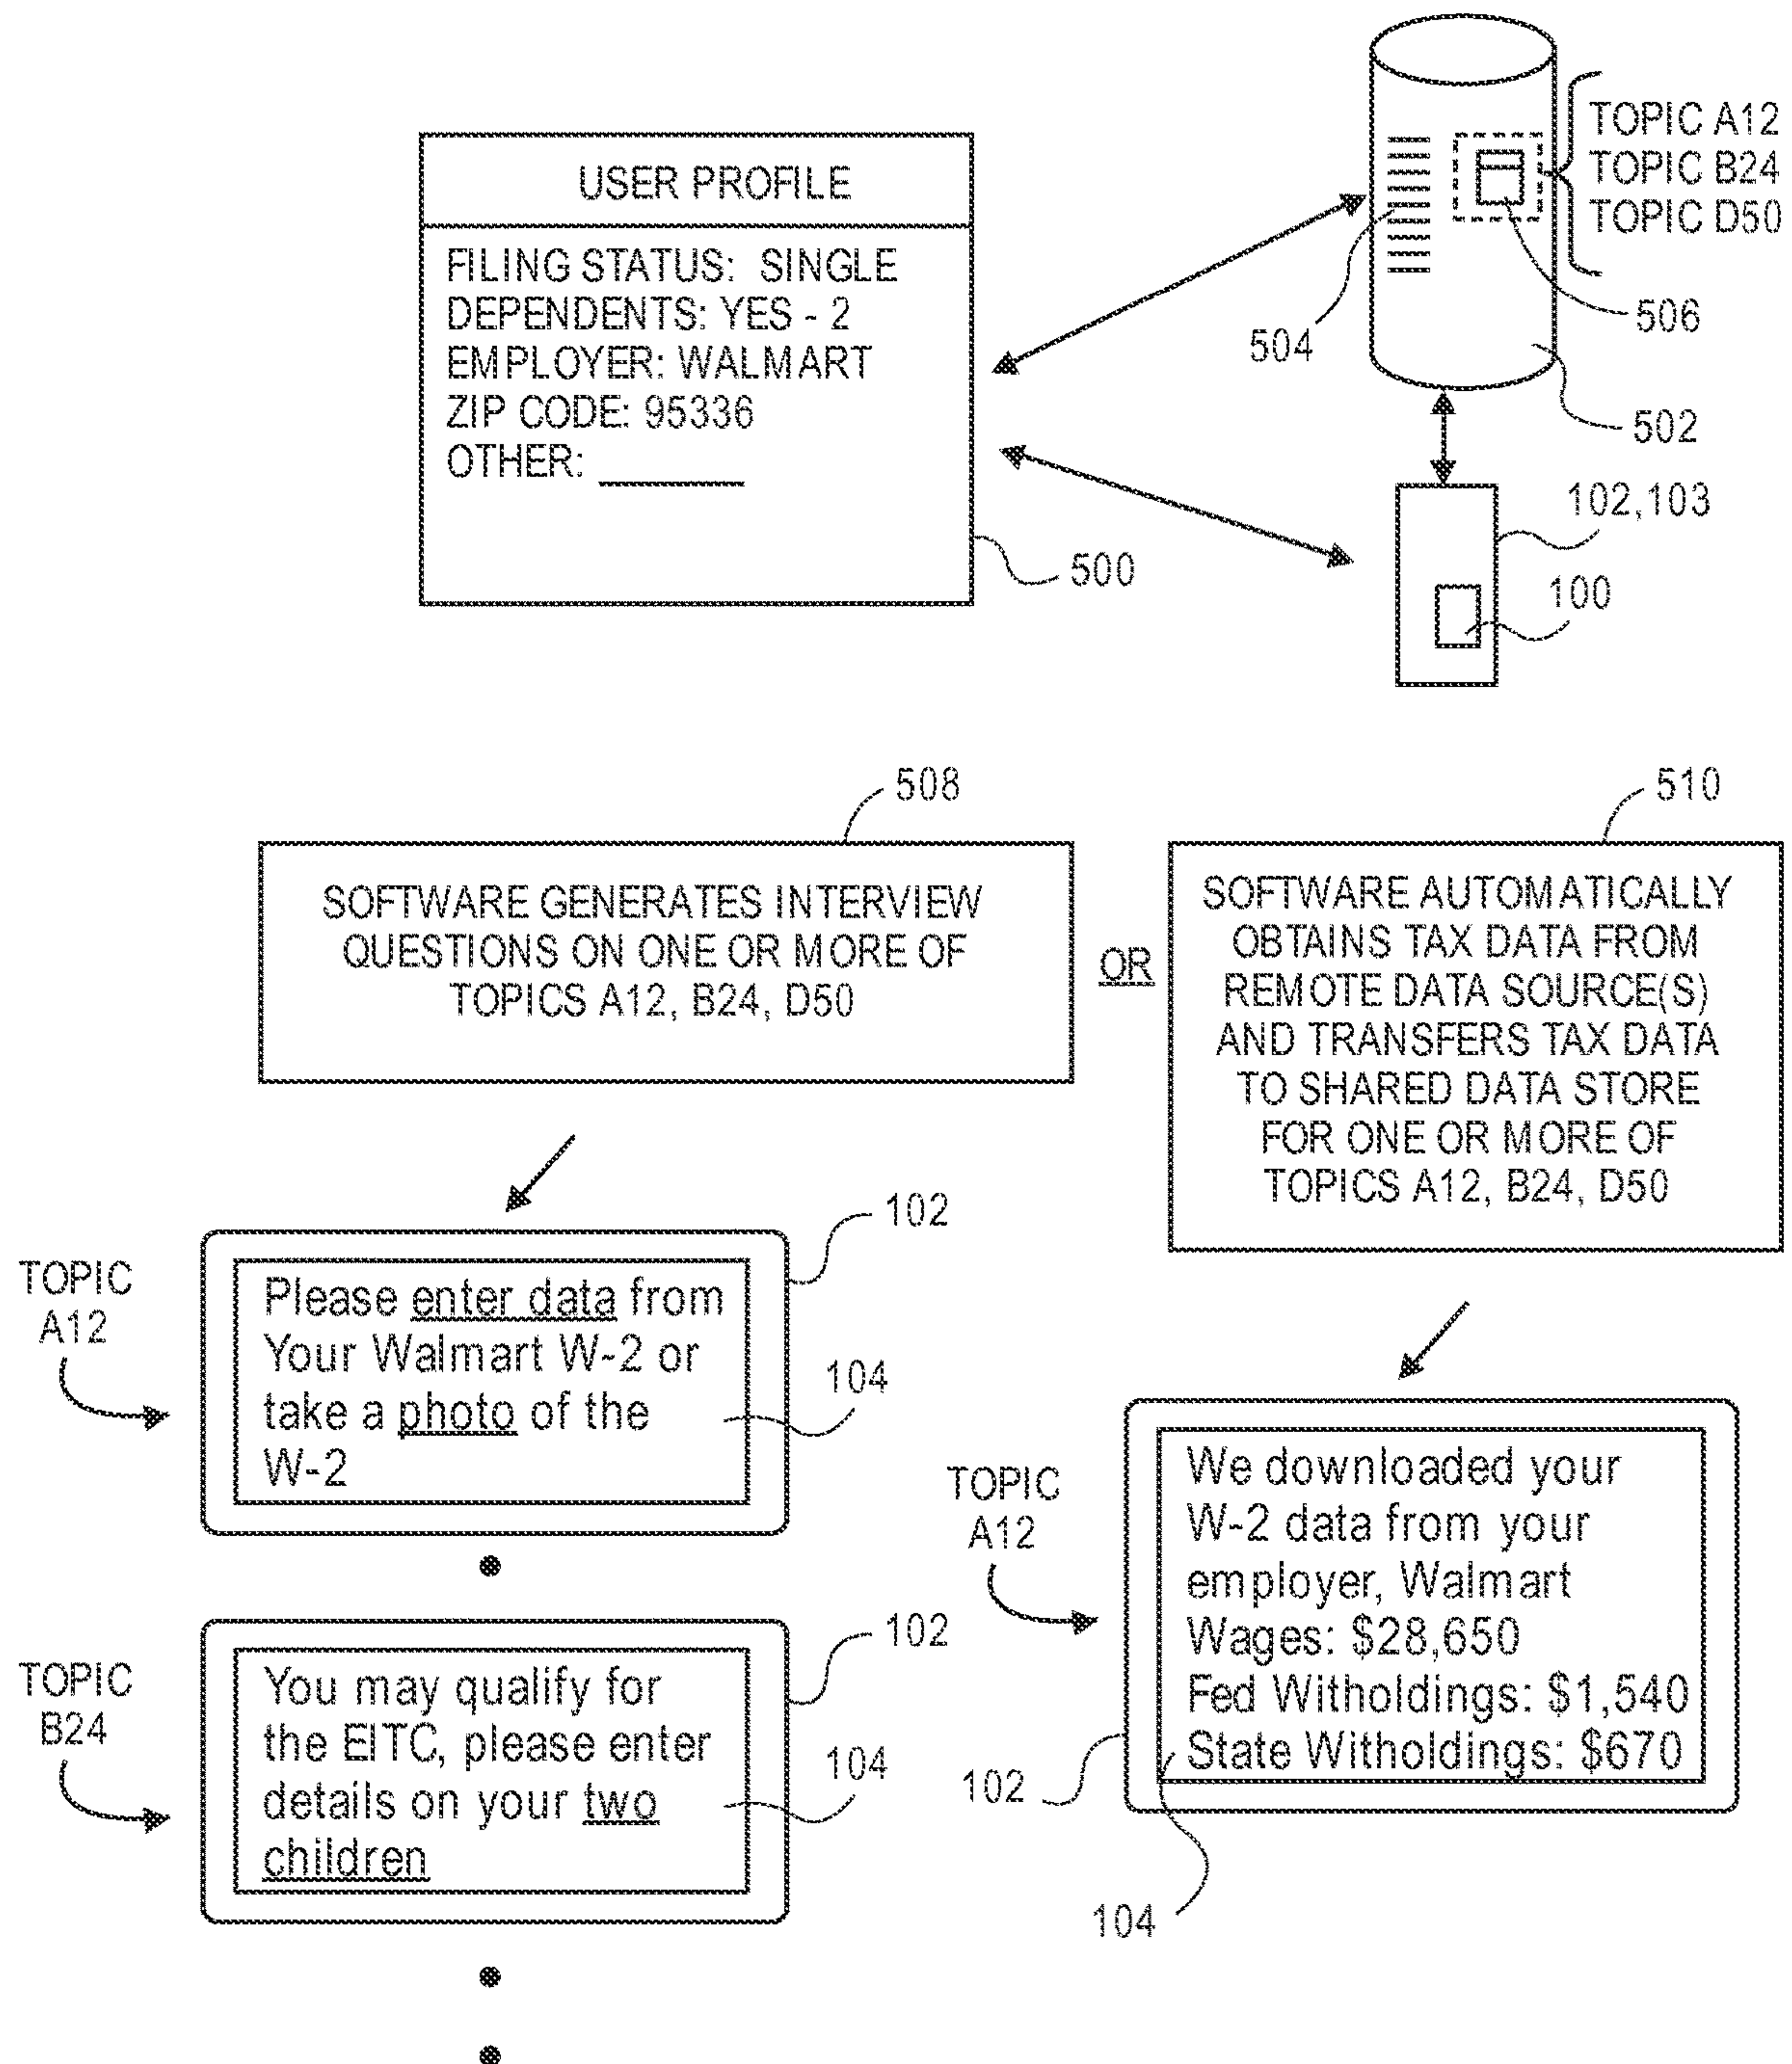 USER PROFILE
FILING STATUS: SINGLE
DEPENDENTS: YES - 2
EMPLOYER: WALMART
ZIP CODE: 95336
OTHER: ________
500
TOPIC A12
TOPIC B24
TOPIC D50
504
506
502
102,103
100
508
SOFTWARE GENERATES INTERVIEW
QUESTIONS ON ONE OR MORE OF
TOPICS A12, B24, D50
OR
510
SOFTWARE AUTOMATICALLY
OBTAINS TAX DATA FROM
REMOTE DATA SOURCE(S)
AND TRANSFERS TAX DATA
TO SHARED DATA STORE
FOR ONE OR MORE OF
TOPICS A12, B24, D50
TOPIC
A12
102
Please enter data from
Your Walmart W-2 or
take a photo of the
W-2
104
TOPIC
B24
102
You may qualify for
the EITC, please enter
details on your two
children
104
TOPIC
A12
We downloaded your
W-2 data from your
employer, Walmart
Wages: $28,650
Fed Witholdings: $1,540
State Witholdings: $670
102
104